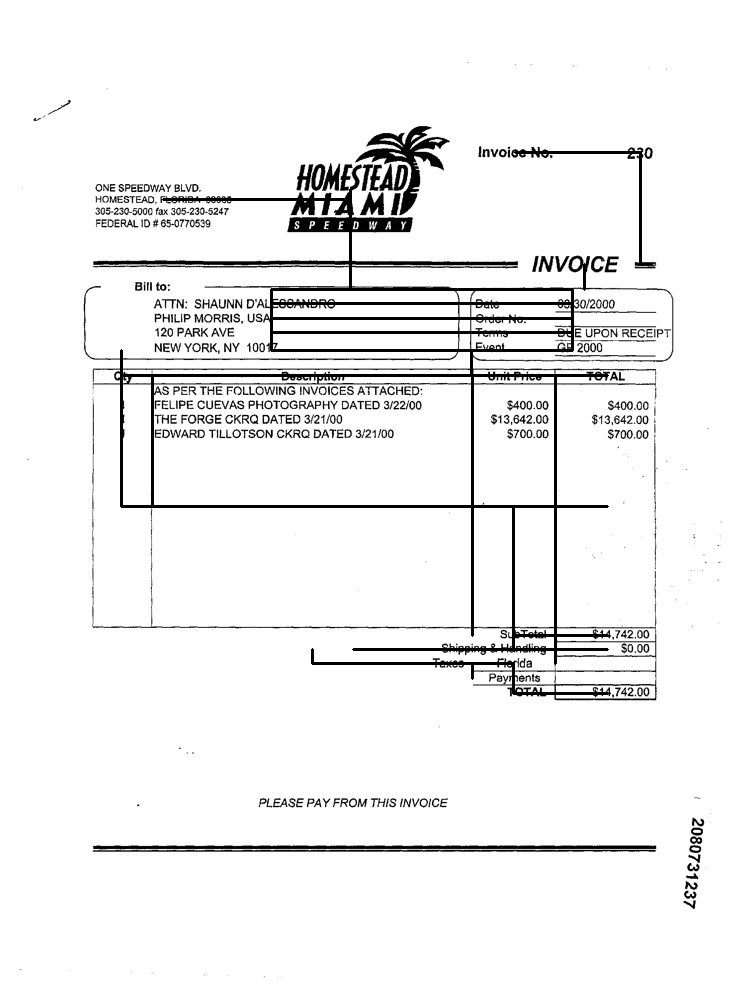 Invoice No. 230
HOMESTEAD
MIAMI
SPEEDWAY
ONE SPEEDWAY BLVD.
HOMESTEAD, FLORIDA
305-230-5000 fax 305-230-5247
FEDERAL ID # 65-0770539
INVOICE
Bill to:
ATTN: SHAUNN D'ALESSANDRO
PHILIP MORRIS, USA
120 PARK AVE
NEW YORK, NY 10017
Date /30/2000
Order No.
Terms DUE UPON RECEIPT
Event 2000
Qty Description Unit Price TOTAL
AS PER THE FOLLOWING INVOICES ATTACHED:
FELIPE CUEVAS PHOTOGRAPHY DATED 3/22/00 $400.00 $400.00
THE FORGE CKRQ DATED 3/21/00 $13,642.00 $13,642.00
EDWARD TILLOTSON CKRQ DATED 3/21/00 $700.00 $700.00
SubTotal $14,742.00
Shipping & Handling $0.00
Taxes Florida
Payments
TOTAL $14,742.00
PLEASE PAY FROM THIS INVOICE
2080731237